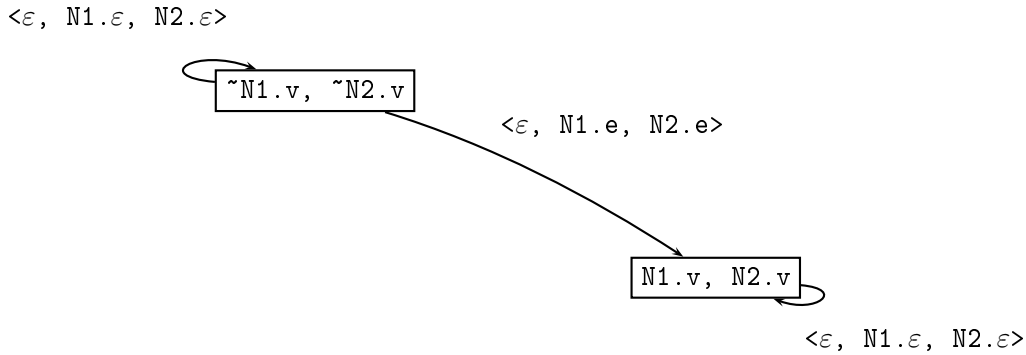 <ε, N1.ε, N2.ε>
~N1.v, ~N2.v
<ε, N1.e, N2.e>
N1.v, N2.v
<ε, N1.ε, N2.ε>